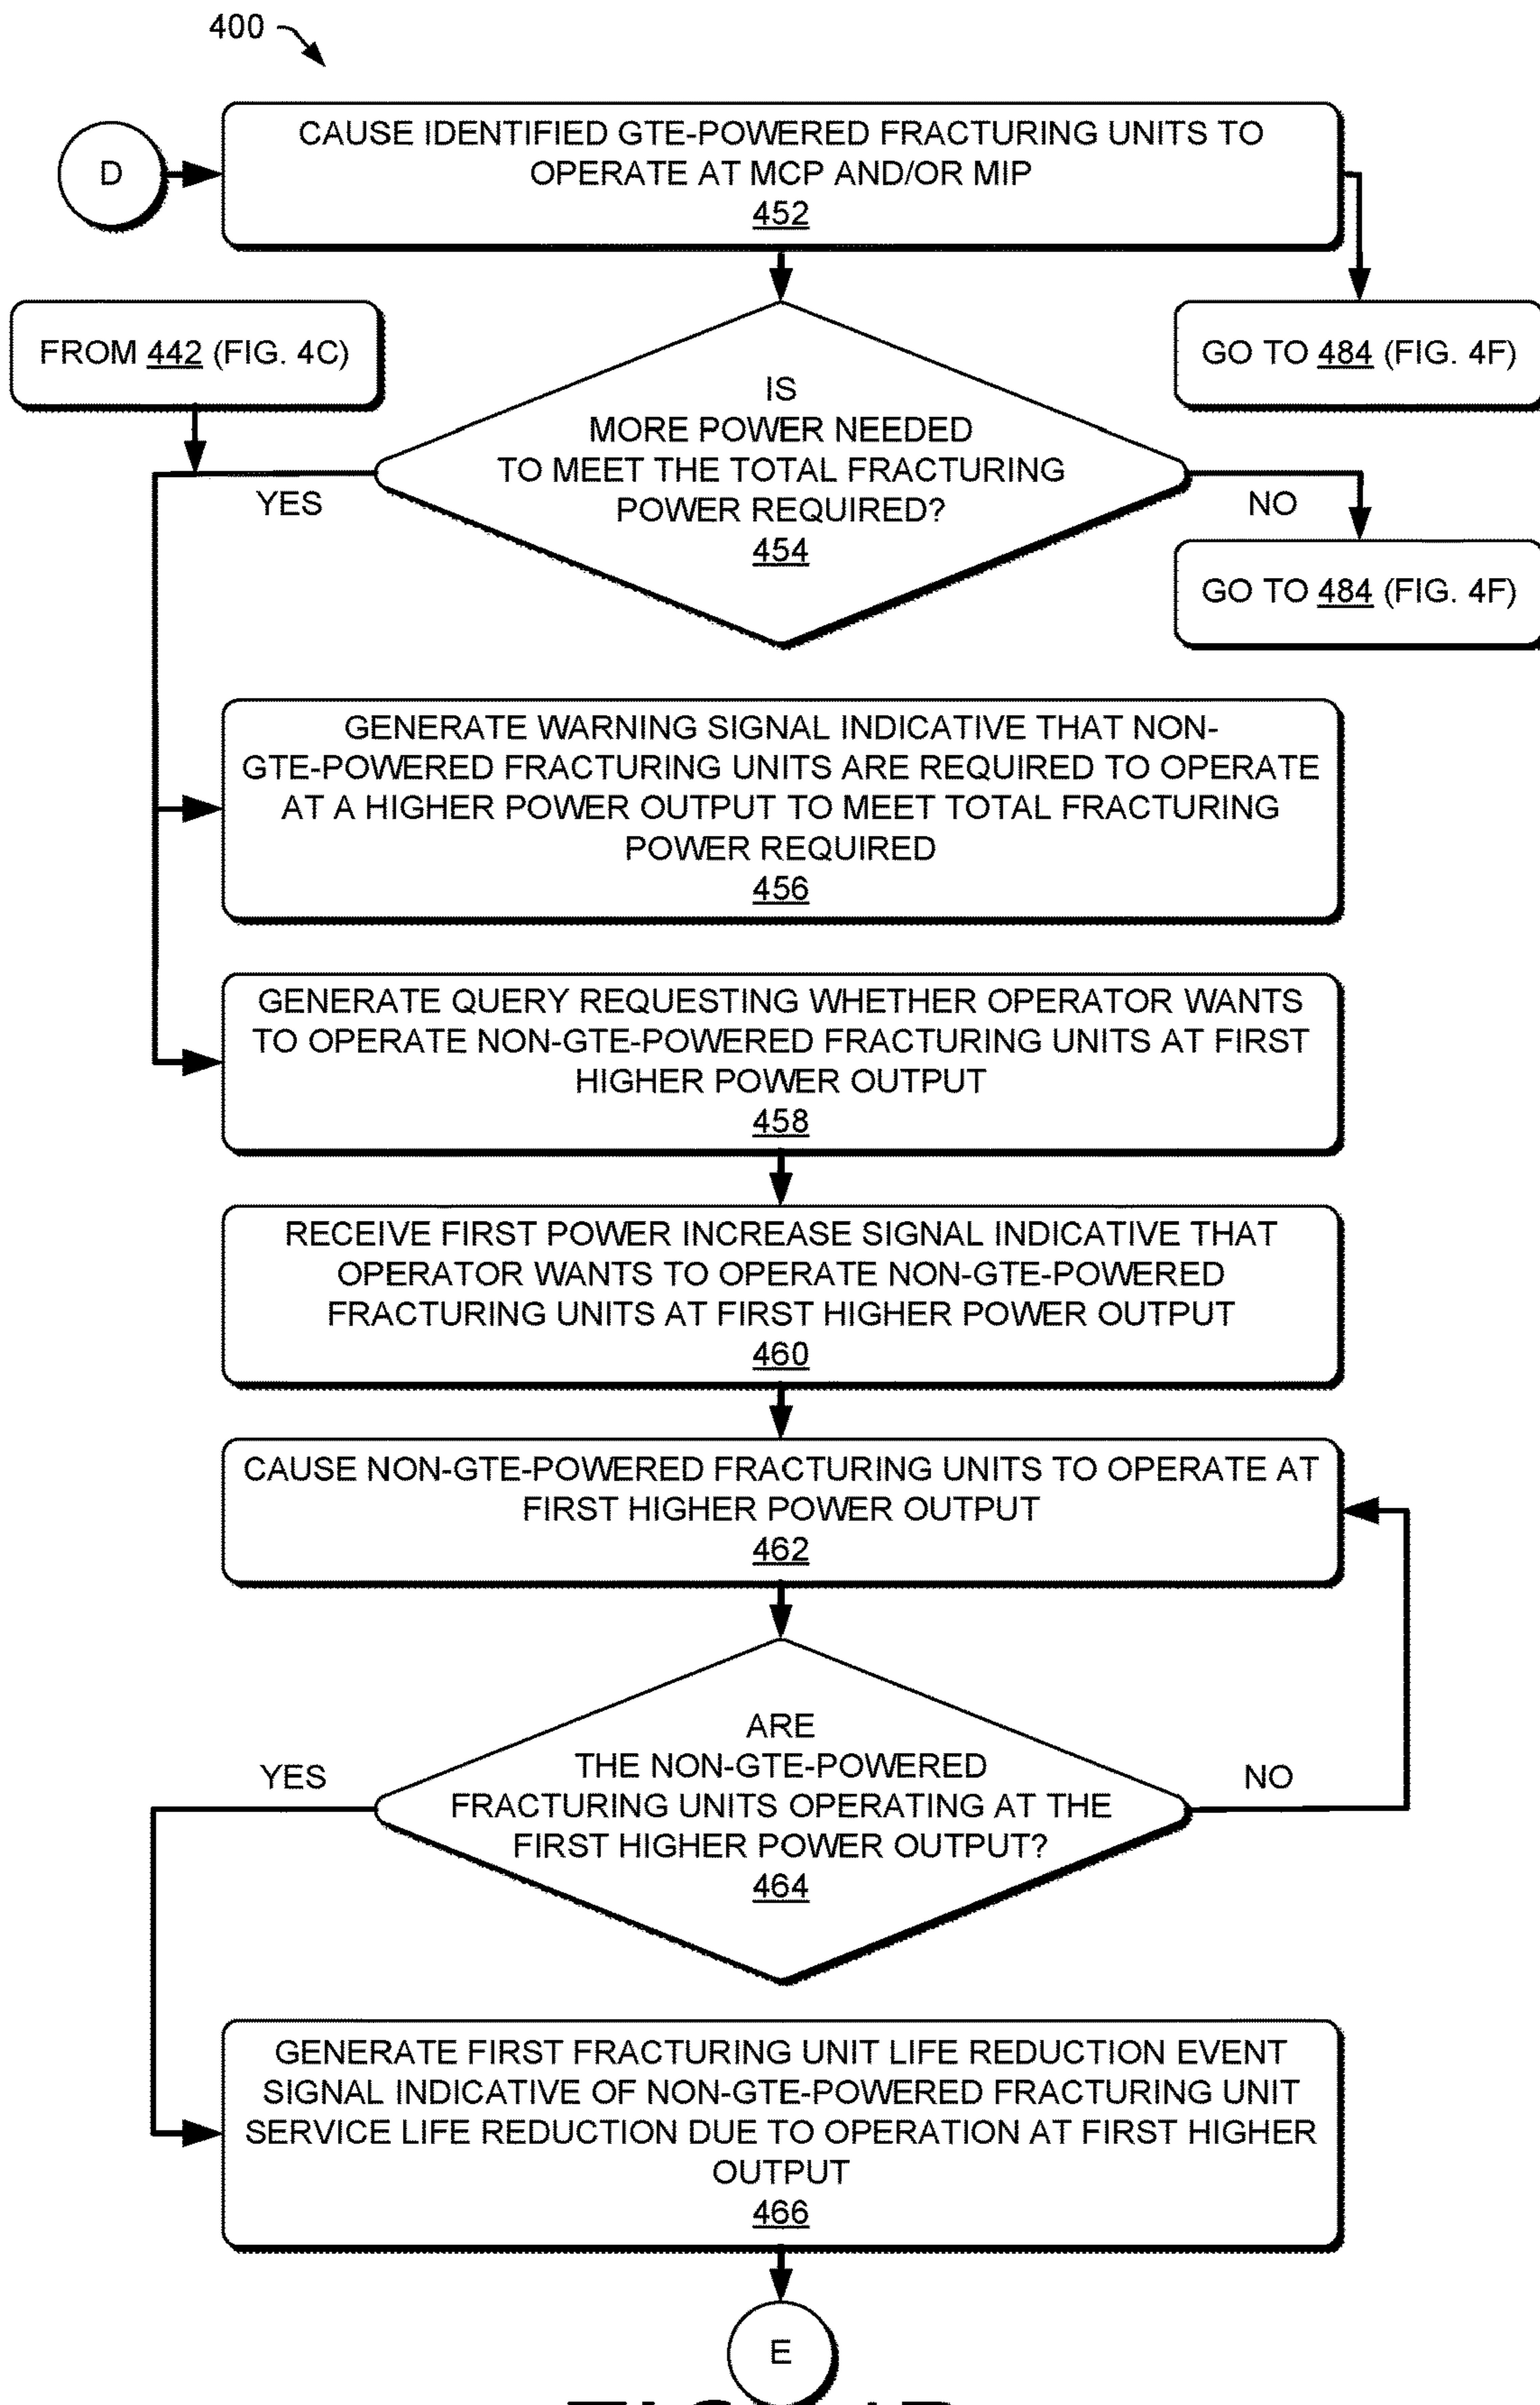 400
D
CAUSE IDENTIFIED GTE-POWERED FRACTURING UNITS TO
OPERATE AT MCP AND/OR MIP
452
FROM 442 (FIG. 4C)
GO TO 484 (FIG. 4F)
IS
MORE POWER NEEDED
TO MEET THE TOTAL FRACTURING
POWER REQUIRED?
454
YES
NO
GO TO 484 (FIG. 4F)
GENERATE WARNING SIGNAL INDICATIVE THAT NON-
GTE-POWERED FRACTURING UNITS ARE REQUIRED TO OPERATE
AT A HIGHER POWER OUTPUT TO MEET TOTAL FRACTURING
POWER REQUIRED
456
GENERATE QUERY REQUESTING WHETHER OPERATOR WANTS
TO OPERATE NON-GTE-POWERED FRACTURING UNITS AT FIRST
HIGHER POWER OUTPUT
458
RECEIVE FIRST POWER INCREASE SIGNAL INDICATIVE THAT
OPERATOR WANTS TO OPERATE NON-GTE-POWERED
FRACTURING UNITS AT FIRST HIGHER POWER OUTPUT
460
CAUSE NON-GTE-POWERED FRACTURING UNITS TO OPERATE AT
FIRST HIGHER POWER OUTPUT
462
ARE
THE NON-GTE-POWERED
FRACTURING UNITS OPERATING AT THE
FIRST HIGHER POWER OUTPUT?
464
YES
NO
GENERATE FIRST FRACTURING UNIT LIFE REDUCTION EVENT
SIGNAL INDICATIVE OF NON-GTE-POWERED FRACTURING UNIT
SERVICE LIFE REDUCTION DUE TO OPERATION AT FIRST HIGHER
OUTPUT
466
E